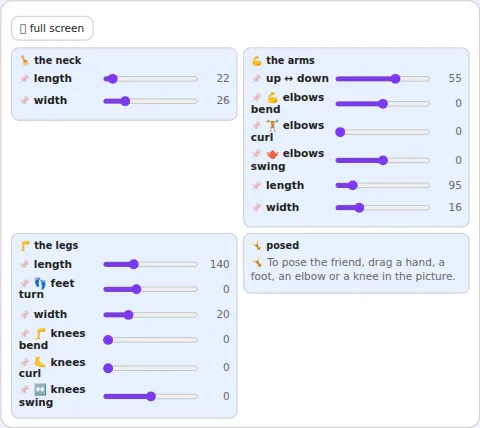 full screen
🦒 the neck
📌 length 22
📌 width 26
💪 the arms
📌 up ↔ down 55
📌 💪 elbows
bend 0
📌 🏋 elbows
curl 0
📌 🫖 elbows
swing 0
📌 length 95
📌 width 16
🦵 the legs
📌 length 140
📌 👣 feet
turn 0
📌 width 20
📌 🦵 knees
bend 0
📌 🦶 knees
curl 0
📌 ↔️ knees
swing 0
🤸 posed
🤸 To pose the friend, drag a hand, a
foot, an elbow or a knee in the picture.